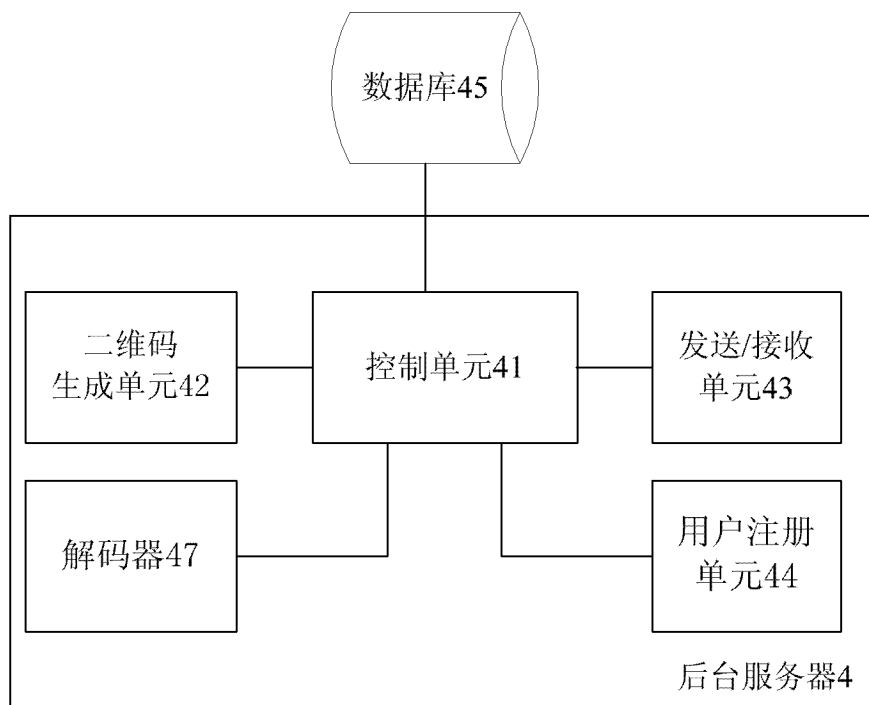 数据库45
二维码
生成单元42
控制单元41
发送/接收
单元43
解码器47
用户注册
单元44
后台服务器4